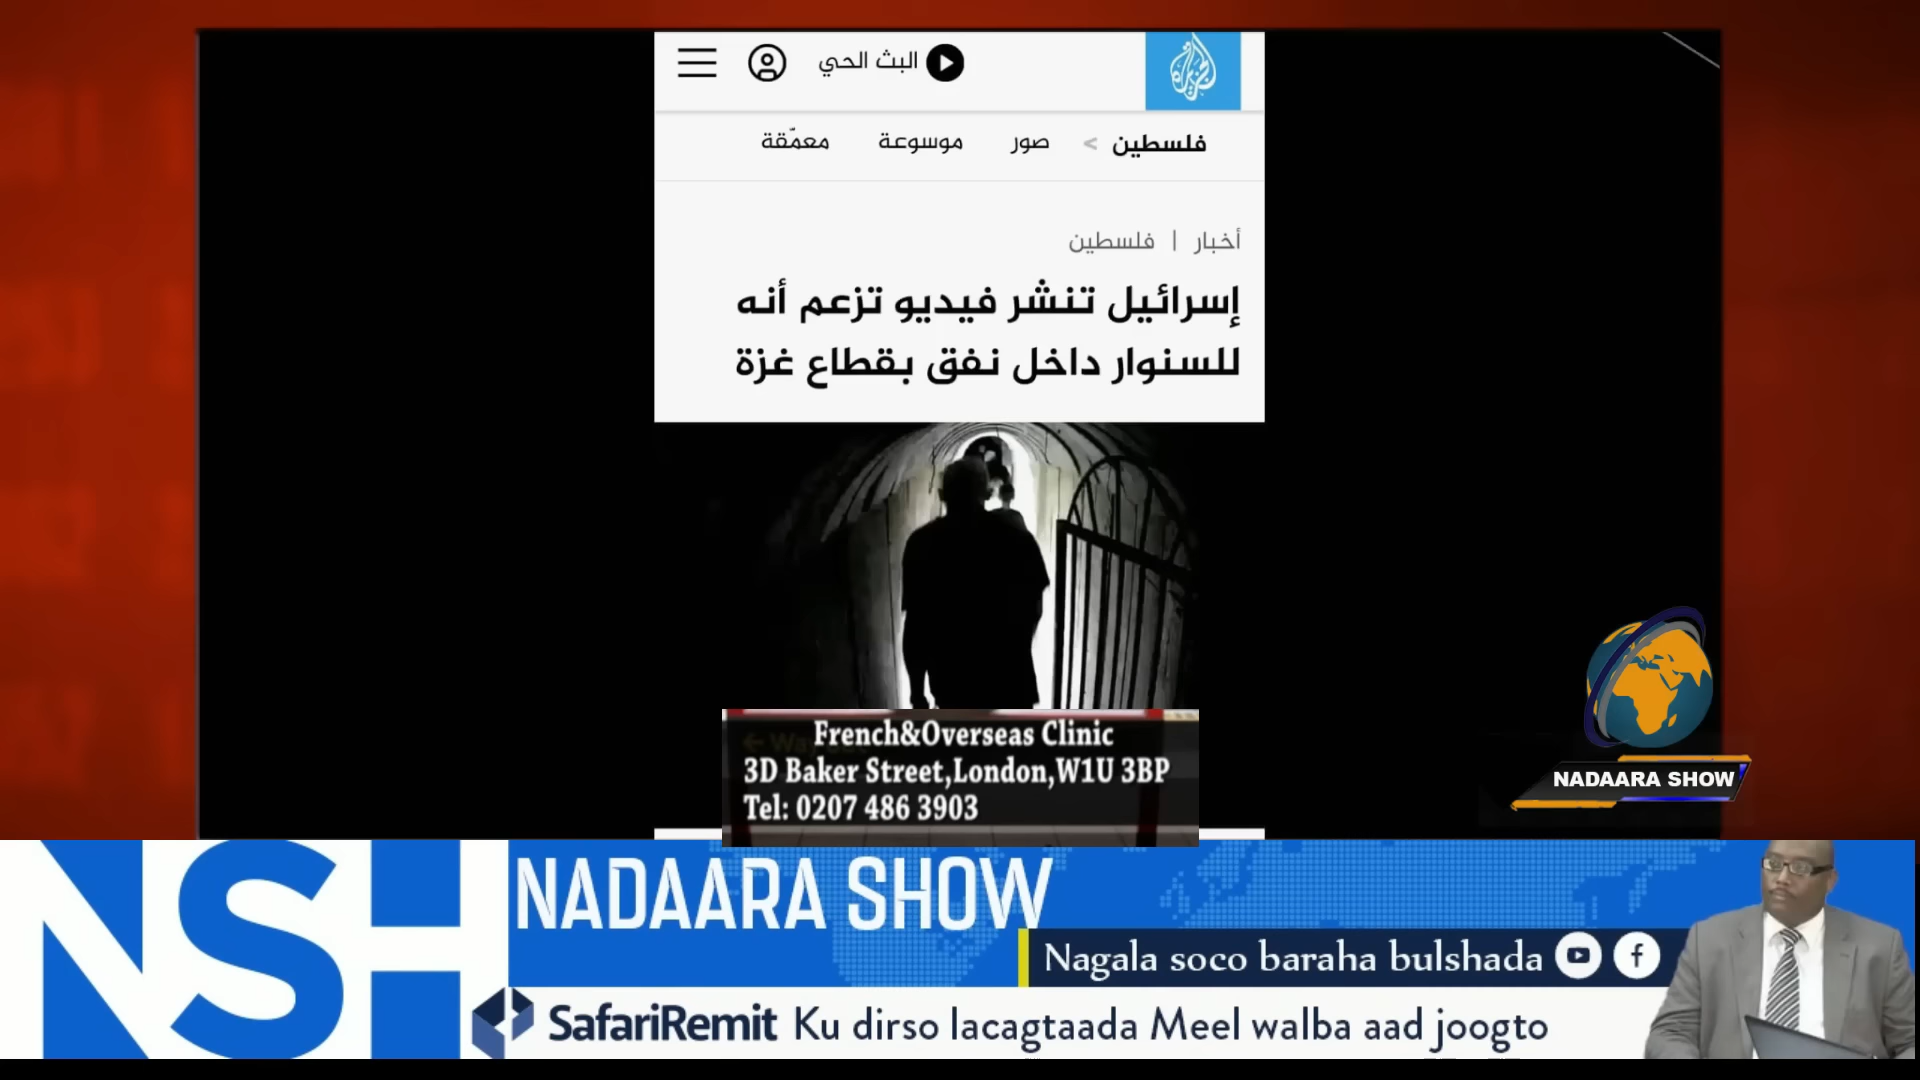 البث الحي
الجزيرة
فلسطين > صور موسوعة معمّقة
أخبار | فلسطين
إسرائيل تنشر فيديو تزعم أنه
للسنوار داخل نفق بقطاع غزة
French&Overseas Clinic
3D Baker Street,London,W1U 3BP
Tel: 0207 486 3903
NADAARA SHOW
NSH
NADAARA SHOW
Nagala soco baraha bulshada
SafariRemit Ku dirso lacagtaada Meel walba aad joogto